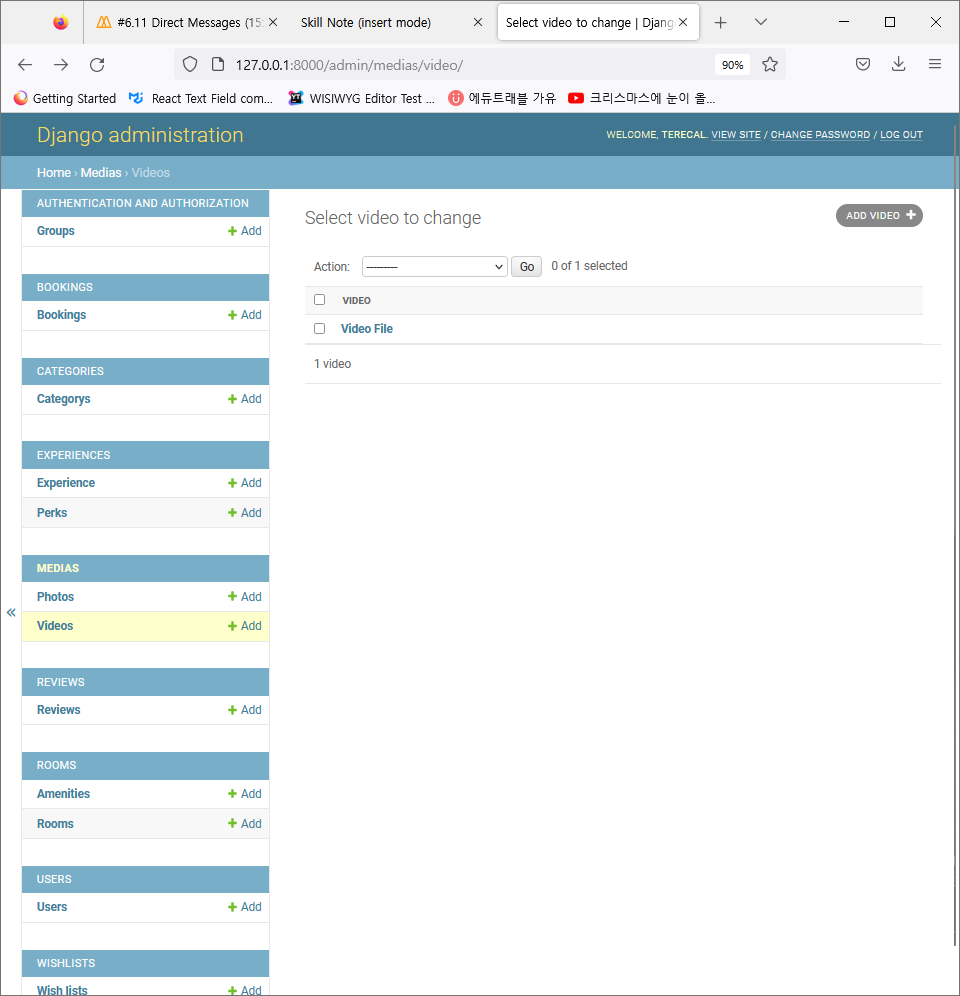 #6.11 Direct Messages (15:
Skill Note (insert mode)
Select video to change | Djang
127.0.0.1:8000/admin/medias/video/
90%
Getting Started
React Text Field com...
WISIWYG Editor Test ...
에듀트래블 가유
크리스마스에 눈이 올...
Django administration
WELCOME, TERECAL. VIEW SITE / CHANGE PASSWORD / LOG OUT
Home › Medias › Videos
AUTHENTICATION AND AUTHORIZATION
Groups + Add
BOOKINGS
Bookings + Add
CATEGORIES
Categorys + Add
EXPERIENCES
Experience + Add
Perks + Add
MEDIAS
Photos + Add
«
Videos + Add
REVIEWS
Reviews + Add
ROOMS
Amenities + Add
Rooms + Add
USERS
Users + Add
WISHLISTS
Wish lists + Add
Select video to change
ADD VIDEO +
Action: --------- Go 0 of 1 selected
VIDEO
Video File
1 video